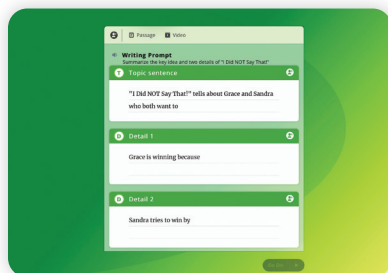 Passage Video
Writing Prompt
Summarize the key idea and two details of "I Did NOT Say That!"
T Topic sentence
"I Did NOT Say That!" tells about Grace and Sandra
who both want to
D Detail 1
Grace is winning because
D Detail 2
Sandra tries to win by